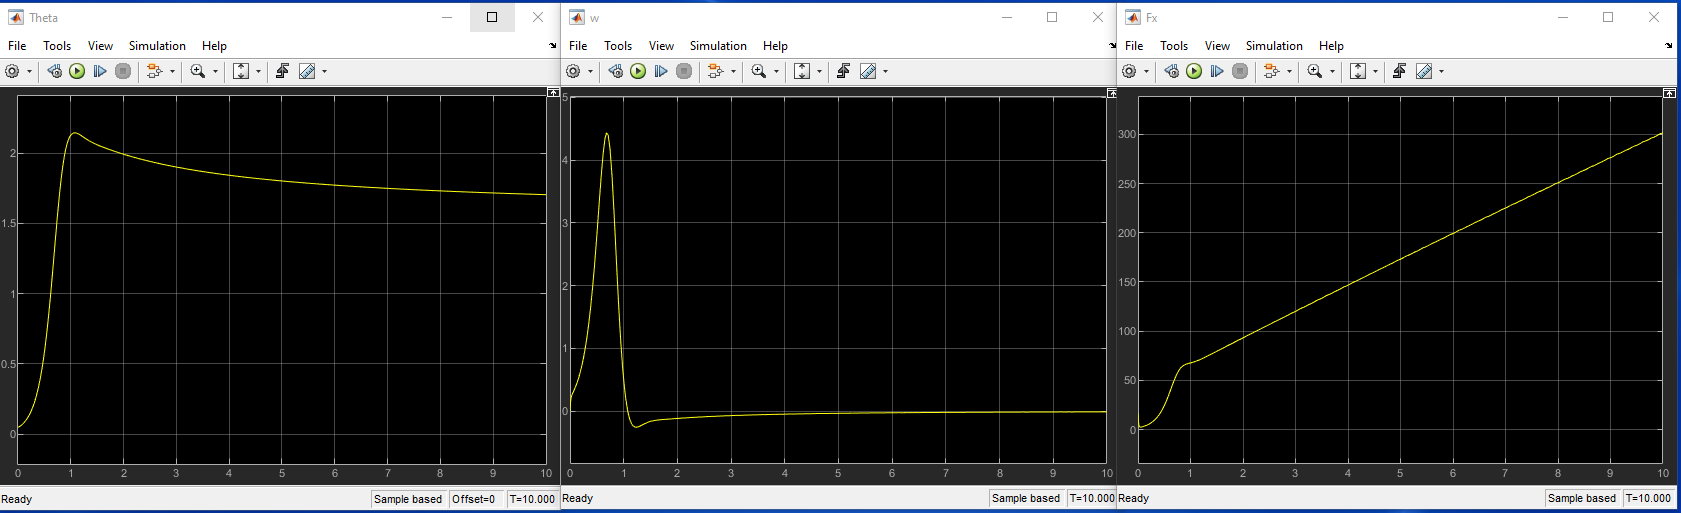 Theta
File Tools View Simulation Help
2
1.5
1
0.5
0
0 1 2 3 4 5 6 7 8 9 10
Ready Sample based Offset=0 T=10.000
w
File Tools View Simulation Help
5
4
3
2
1
0
0 1 2 3 4 5 6 7 8 9 10
Ready Sample based T=10.000
Fx
File Tools View Simulation Help
300
250
200
150
100
50
0
0 1 2 3 4 5 6 7 8 9 10
Ready Sample based T=10.000